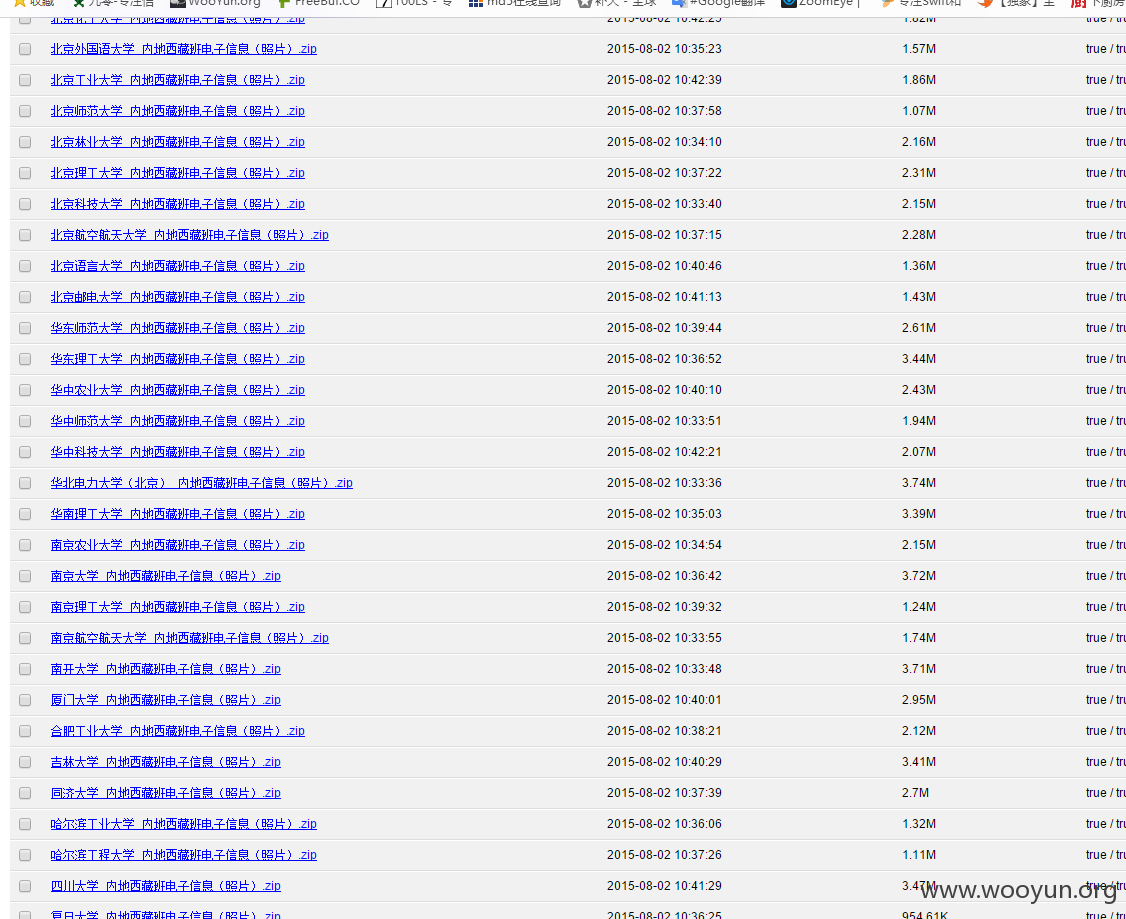 收藏 九零-专注信 WooYun.org FreeBuf.CO 100LS - 专 md5在线查询 补天 - 全球 #Google翻译 ZoomEye | 专注Swift和 【独家】全 下厨房
北京化工大学_内地西藏班电子信息（照片）.zip 2015-08-02 10:42:25 1.82M true / tru
北京外国语大学_内地西藏班电子信息（照片）.zip 2015-08-02 10:35:23 1.57M true / tru
北京工业大学_内地西藏班电子信息（照片）.zip 2015-08-02 10:42:39 1.86M true / tru
北京师范大学_内地西藏班电子信息（照片）.zip 2015-08-02 10:37:58 1.07M true / tru
北京林业大学_内地西藏班电子信息（照片）.zip 2015-08-02 10:34:10 2.16M true / tru
北京理工大学_内地西藏班电子信息（照片）.zip 2015-08-02 10:37:22 2.31M true / tru
北京科技大学_内地西藏班电子信息（照片）.zip 2015-08-02 10:33:40 2.15M true / tru
北京航空航天大学_内地西藏班电子信息（照片）.zip 2015-08-02 10:37:15 2.28M true / tru
北京语言大学_内地西藏班电子信息（照片）.zip 2015-08-02 10:40:46 1.36M true / tru
北京邮电大学_内地西藏班电子信息（照片）.zip 2015-08-02 10:41:13 1.43M true / tru
华东师范大学_内地西藏班电子信息（照片）.zip 2015-08-02 10:39:44 2.61M true / tru
华东理工大学_内地西藏班电子信息（照片）.zip 2015-08-02 10:36:52 3.44M true / tru
华中农业大学_内地西藏班电子信息（照片）.zip 2015-08-02 10:40:10 2.43M true / tru
华中师范大学_内地西藏班电子信息（照片）.zip 2015-08-02 10:33:51 1.94M true / tru
华中科技大学_内地西藏班电子信息（照片）.zip 2015-08-02 10:42:21 2.07M true / tru
华北电力大学（北京）_内地西藏班电子信息（照片）.zip 2015-08-02 10:33:36 3.74M true / tru
华南理工大学_内地西藏班电子信息（照片）.zip 2015-08-02 10:35:03 3.39M true / tru
南京农业大学_内地西藏班电子信息（照片）.zip 2015-08-02 10:34:54 2.15M true / tru
南京大学_内地西藏班电子信息（照片）.zip 2015-08-02 10:36:42 3.72M true / tru
南京理工大学_内地西藏班电子信息（照片）.zip 2015-08-02 10:39:32 1.24M true / tru
南京航空航天大学_内地西藏班电子信息（照片）.zip 2015-08-02 10:33:55 1.74M true / tru
南开大学_内地西藏班电子信息（照片）.zip 2015-08-02 10:33:48 3.71M true / tru
厦门大学_内地西藏班电子信息（照片）.zip 2015-08-02 10:40:01 2.95M true / tru
合肥工业大学_内地西藏班电子信息（照片）.zip 2015-08-02 10:38:21 2.12M true / tru
吉林大学_内地西藏班电子信息（照片）.zip 2015-08-02 10:40:29 3.41M true / tru
同济大学_内地西藏班电子信息（照片）.zip 2015-08-02 10:37:39 2.7M true / tru
哈尔滨工业大学_内地西藏班电子信息（照片）.zip 2015-08-02 10:36:06 1.32M true / tru
哈尔滨工程大学_内地西藏班电子信息（照片）.zip 2015-08-02 10:37:26 1.11M true / tru
四川大学_内地西藏班电子信息（照片）.zip 2015-08-02 10:41:29 3.47M true / tru
www.wooyun.org
复旦大学_内地西藏班电子信息（照片）.zip 2015-08-02 10:36:25 954.61K true / tru